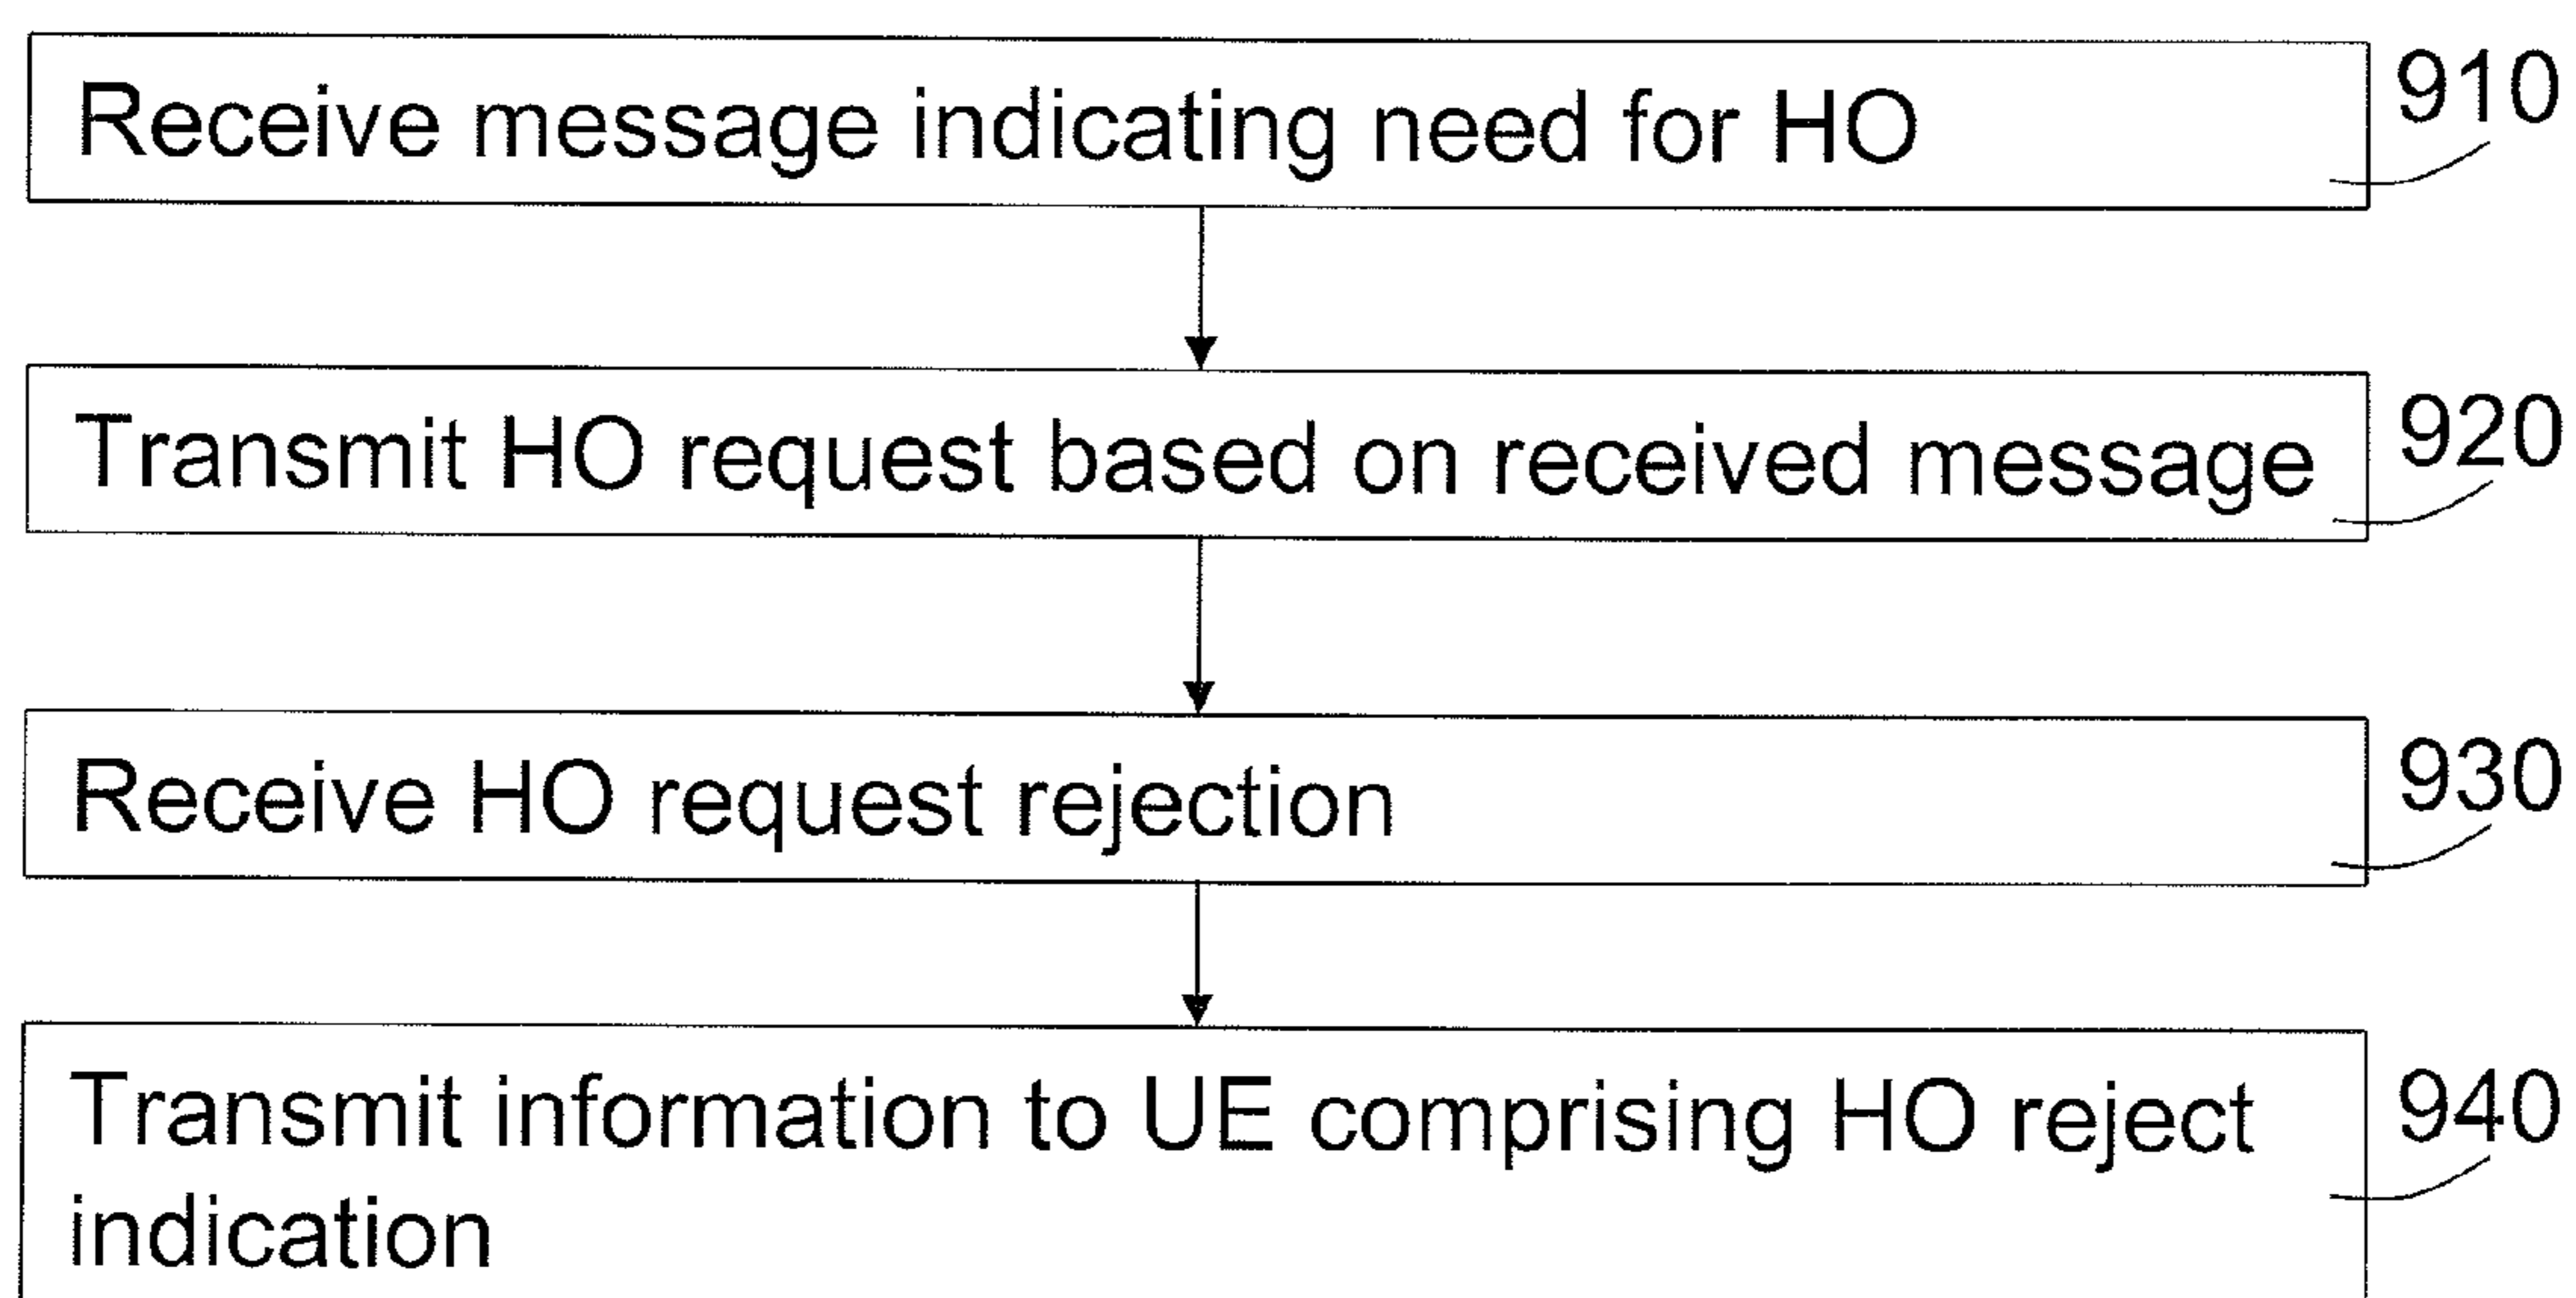 Receive message indicating need for HO
910
Transmit HO request based on received message
920
Receive HO request rejection
930
Transmit information to UE comprising HO reject
indication
940